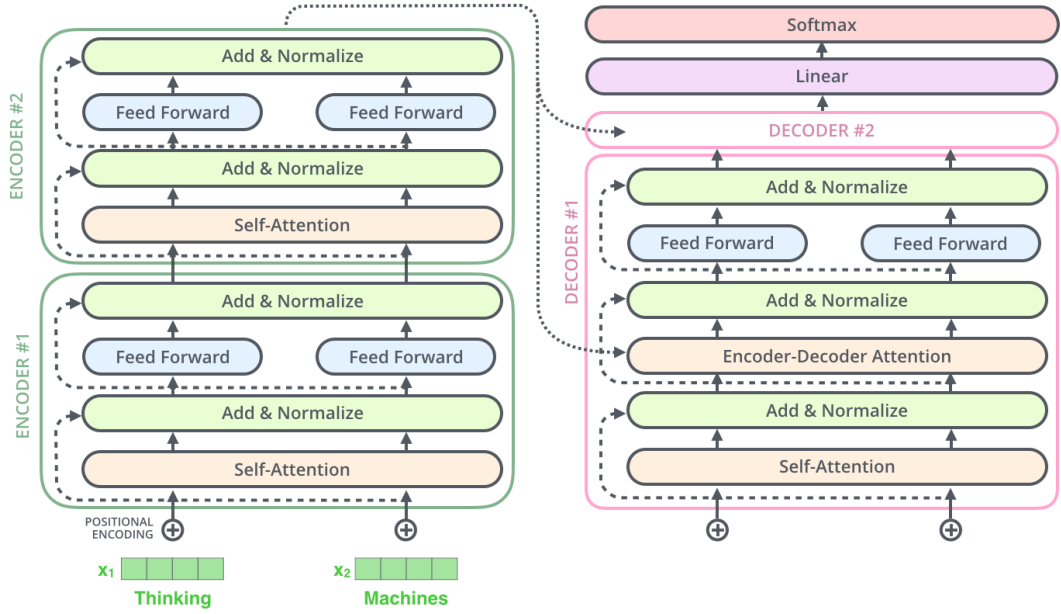 ENCODER #2
Add & Normalize
Feed Forward
Feed Forward
Add & Normalize
Self-Attention
ENCODER #1
Add & Normalize
Feed Forward
Feed Forward
Add & Normalize
Self-Attention
POSITIONAL
ENCODING
x₁
x₂
Thinking
Machines
Softmax
Linear
DECODER #2
DECODER #1
Add & Normalize
Feed Forward
Feed Forward
Add & Normalize
Encoder-Decoder Attention
Add & Normalize
Self-Attention